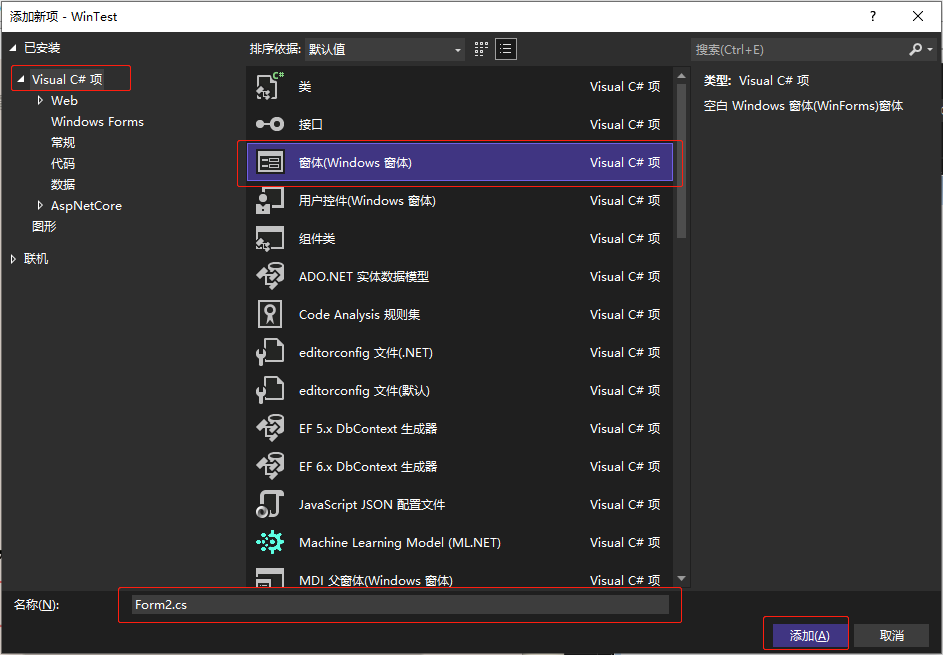 添加新项 - WinTest
?
已安装
排序依据: 默认值
搜索(Ctrl+E)
Visual C# 项
Web
Windows Forms
常规
代码
数据
AspNetCore
图形
联机
类 Visual C# 项
接口 Visual C# 项
窗体(Windows 窗体) Visual C# 项
用户控件(Windows 窗体) Visual C# 项
组件类 Visual C# 项
ADO.NET 实体数据模型 Visual C# 项
Code Analysis 规则集 Visual C# 项
editorconfig 文件(.NET) Visual C# 项
editorconfig 文件(默认) Visual C# 项
EF 5.x DbContext 生成器 Visual C# 项
EF 6.x DbContext 生成器 Visual C# 项
JavaScript JSON 配置文件 Visual C# 项
Machine Learning Model (ML.NET) Visual C# 项
MDI 父窗体(Windows 窗体) Visual C# 项
类型: Visual C# 项
空白 Windows 窗体(WinForms)窗体
名称(N): Form2.cs
添加(A) 取消